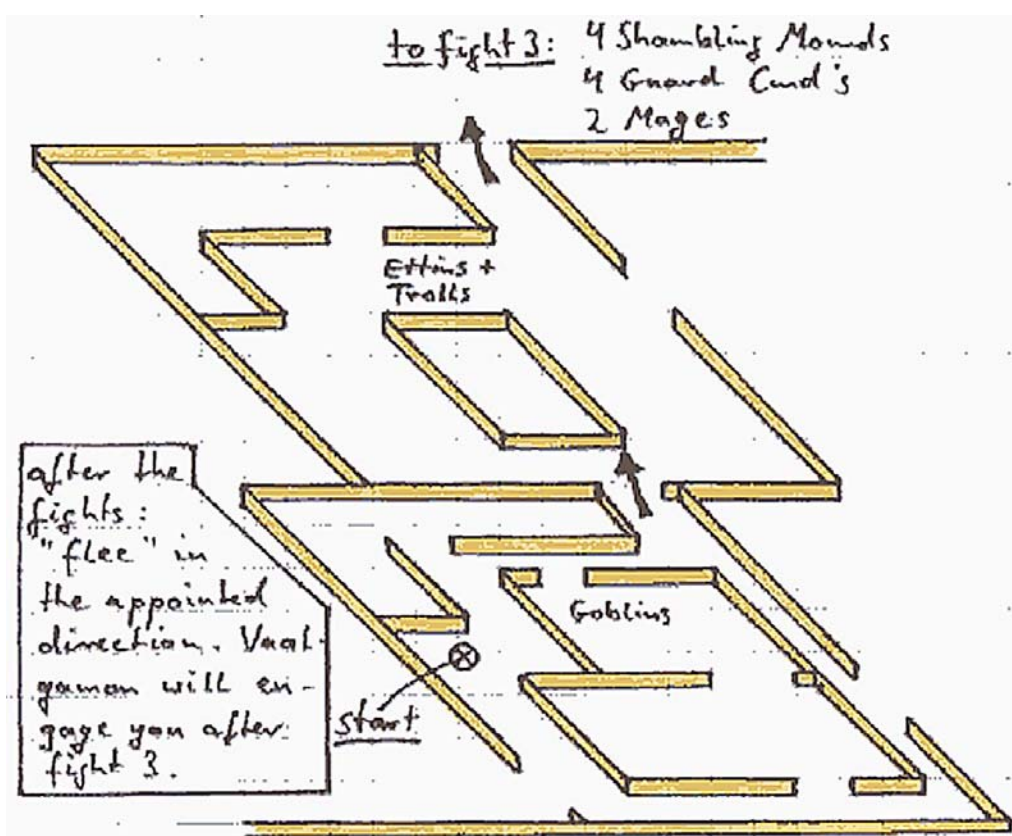 to fight 3: 4 Shambling Mounds
4 Guard Cmd's
2 Mages
Ettins +
Trolls
after the
fights:
"flee" in
the appointed
direction. Vaal-
gamon will en-
gage you after
fight 3.
Goblins
start